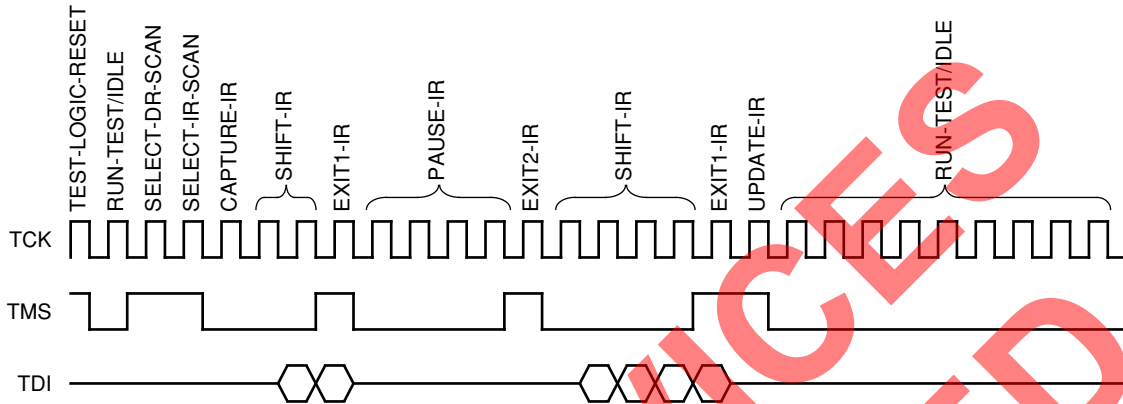 TEST-LOGIC-RESET
RUN-TEST/IDLE
SELECT-DR-SCAN
SELECT-IR-SCAN
CAPTURE-IR
SHIFT-IR
EXIT1-IR
PAUSE-IR
EXIT2-IR
SHIFT-IR
EXIT1-IR
UPDATE-IR
RUN-TEST/IDLE
TCK
TMS
TDI